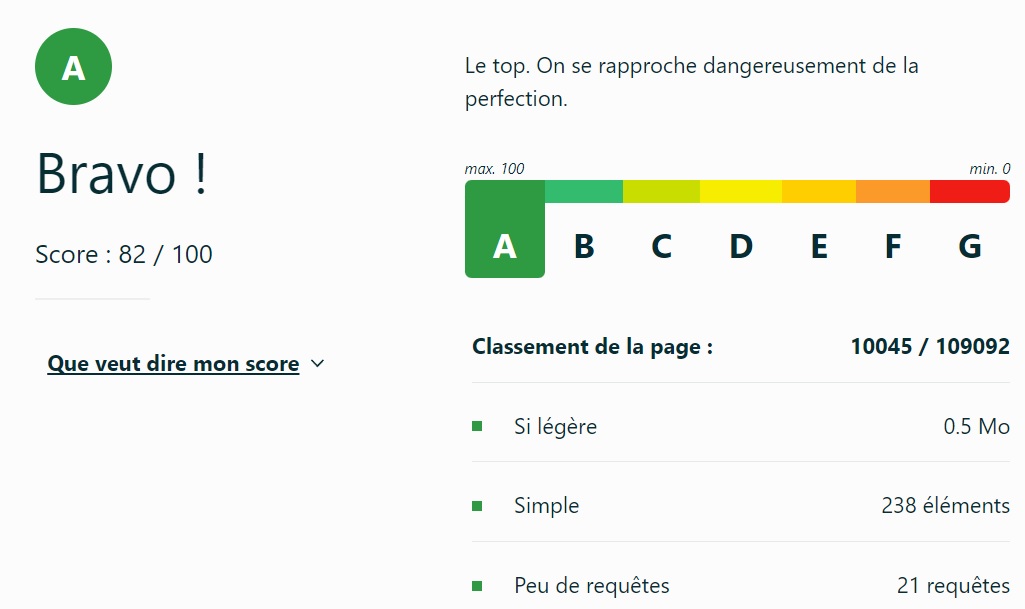 A
Bravo !
Score : 82 / 100
Que veut dire mon score
Le top. On se rapproche dangereusement de la
perfection.
max. 100 min. 0
A B C D E F G
Classement de la page : 10045 / 109092
Si légère 0.5 Mo
Simple 238 éléments
Peu de requêtes 21 requêtes